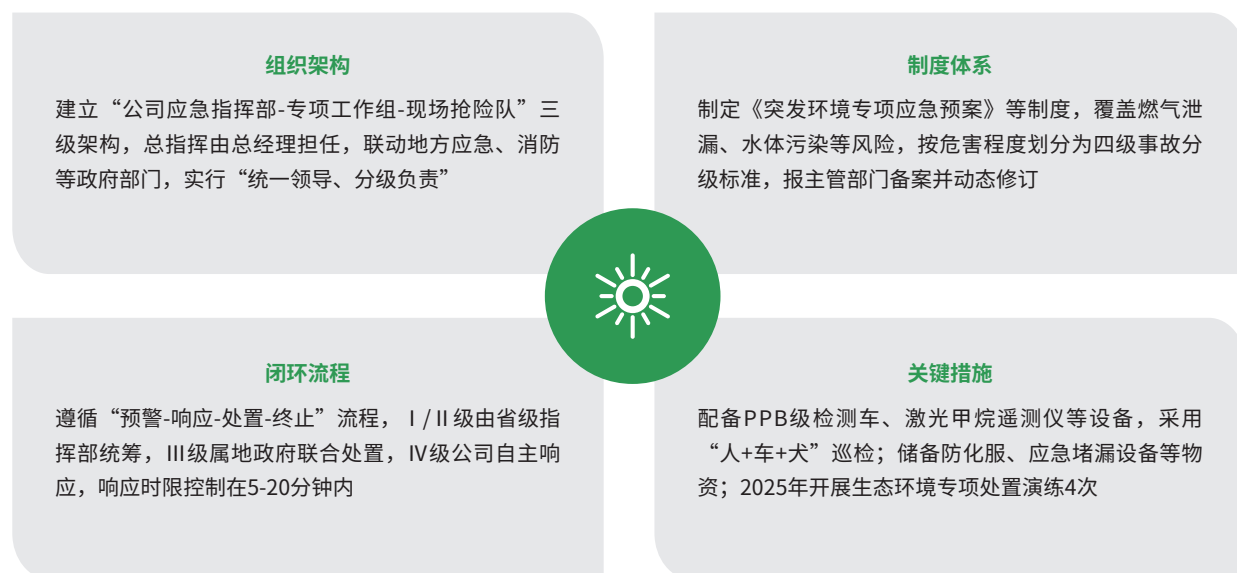 组织架构
建立“公司应急指挥部-专项工作组-现场抢险队”三
级架构，总指挥由总经理担任，联动地方应急、消防
等政府部门，实行“统一领导、分级负责”
制度体系
制定《突发环境专项应急预案》等制度，覆盖燃气泄
漏、水体污染等风险，按危害程度划分为四级事故分
级标准，报主管部门备案并动态修订
闭环流程
遵循“预警-响应-处置-终止”流程，Ⅰ/Ⅱ级由省级指
挥部统筹，Ⅲ级属地政府联合处置，Ⅳ级公司自主响
应，响应时限控制在5-20分钟内
关键措施
配备PPB级检测车、激光甲烷遥测仪等设备，采用
“人+车+犬”巡检；储备防化服、应急堵漏设备等物
资；2025年开展生态环境专项处置演练4次